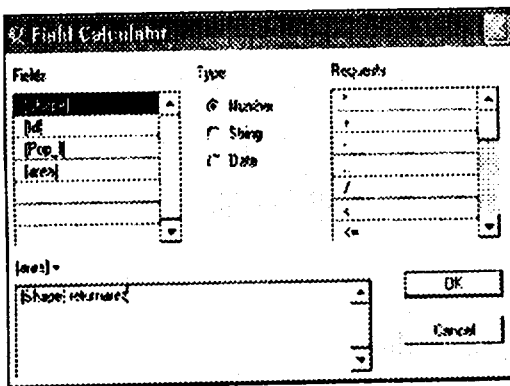 Field Calculator
Fields
Type
Requests
[Shape]
[Id]
[Pop_1]
[area]
Number
String
Date
*
+
-
/
<
<=
[area] =
[Shape].returnarea
OK
Cancel